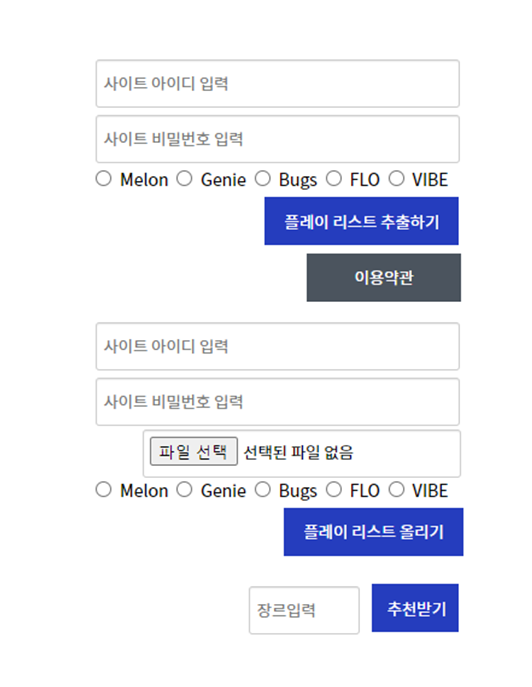 사이트 아이디 입력
사이트 비밀번호 입력
Melon Genie Bugs FLO VIBE
플레이 리스트 추출하기
이용약관
사이트 아이디 입력
사이트 비밀번호 입력
파일 선택 선택된 파일 없음
Melon Genie Bugs FLO VIBE
플레이 리스트 올리기
장르입력 추천받기